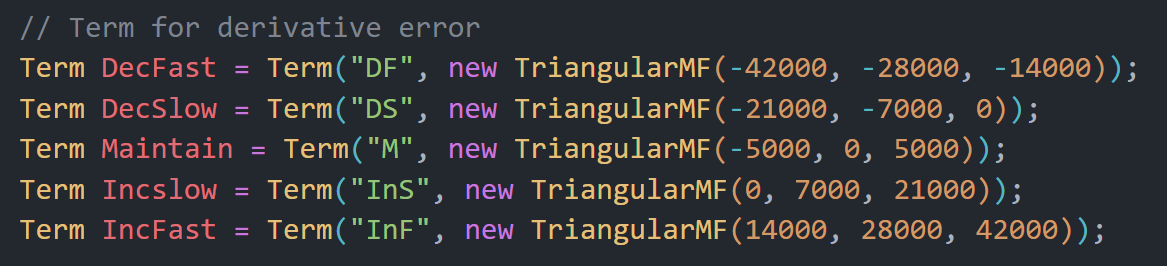 // Term for derivative error
Term DecFast = Term("DF", new TriangularMF(-42000, -28000, -14000));
Term DecSlow = Term("DS", new TriangularMF(-21000, -7000, 0));
Term Maintain = Term("M", new TriangularMF(-5000, 0, 5000));
Term Incslow = Term("InS", new TriangularMF(0, 7000, 21000));
Term IncFast = Term("InF", new TriangularMF(14000, 28000, 42000));